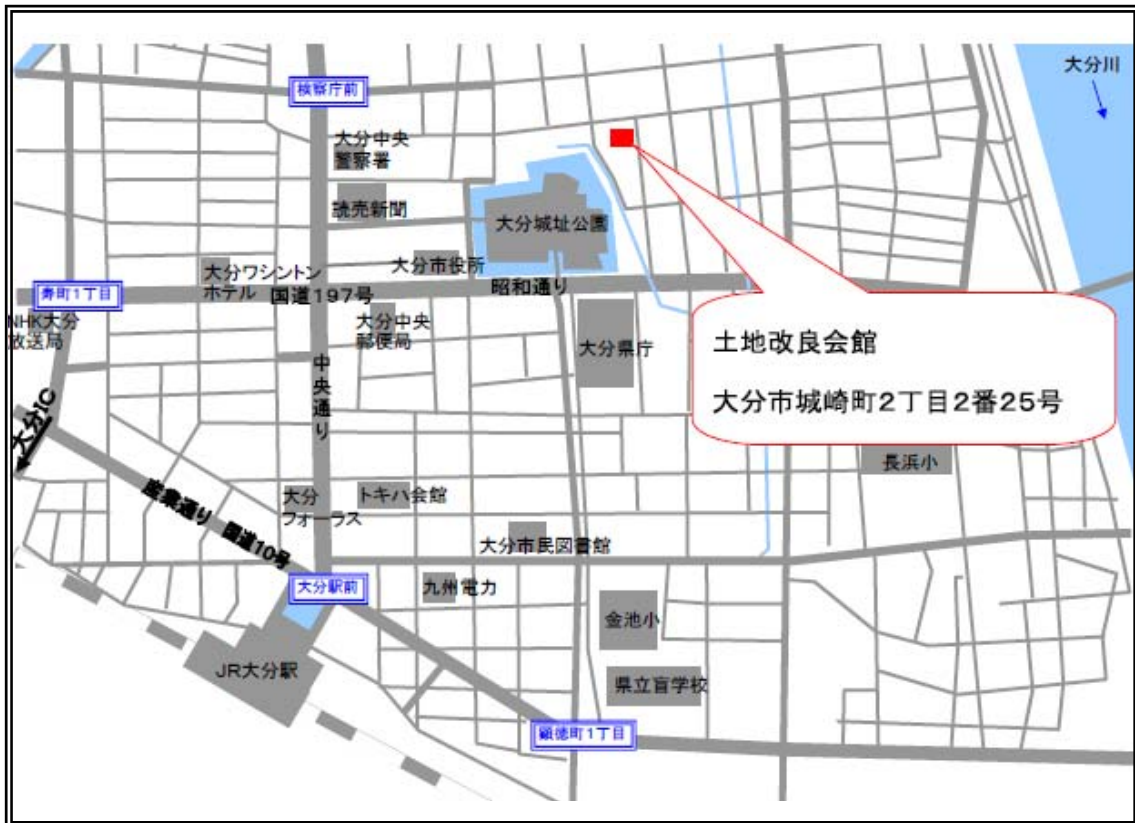 大分川
検察庁前
大分中央
警察署
読売新聞
大分城址公園
大分市役所
大分ワシントン
ホテル
国道197号
昭和通り
寿町1丁目
NHK大分
放送局
大分中央
郵便局
大分県庁
土地改良会館
大分市城崎町2丁目2番25号
中央通り
大分IC
長浜小
大分
フォーラス
トキハ会館
産業通り 国道10号
大分市民図書館
大分駅前
九州電力
金池小
JR大分駅
県立盲学校
顕徳町1丁目